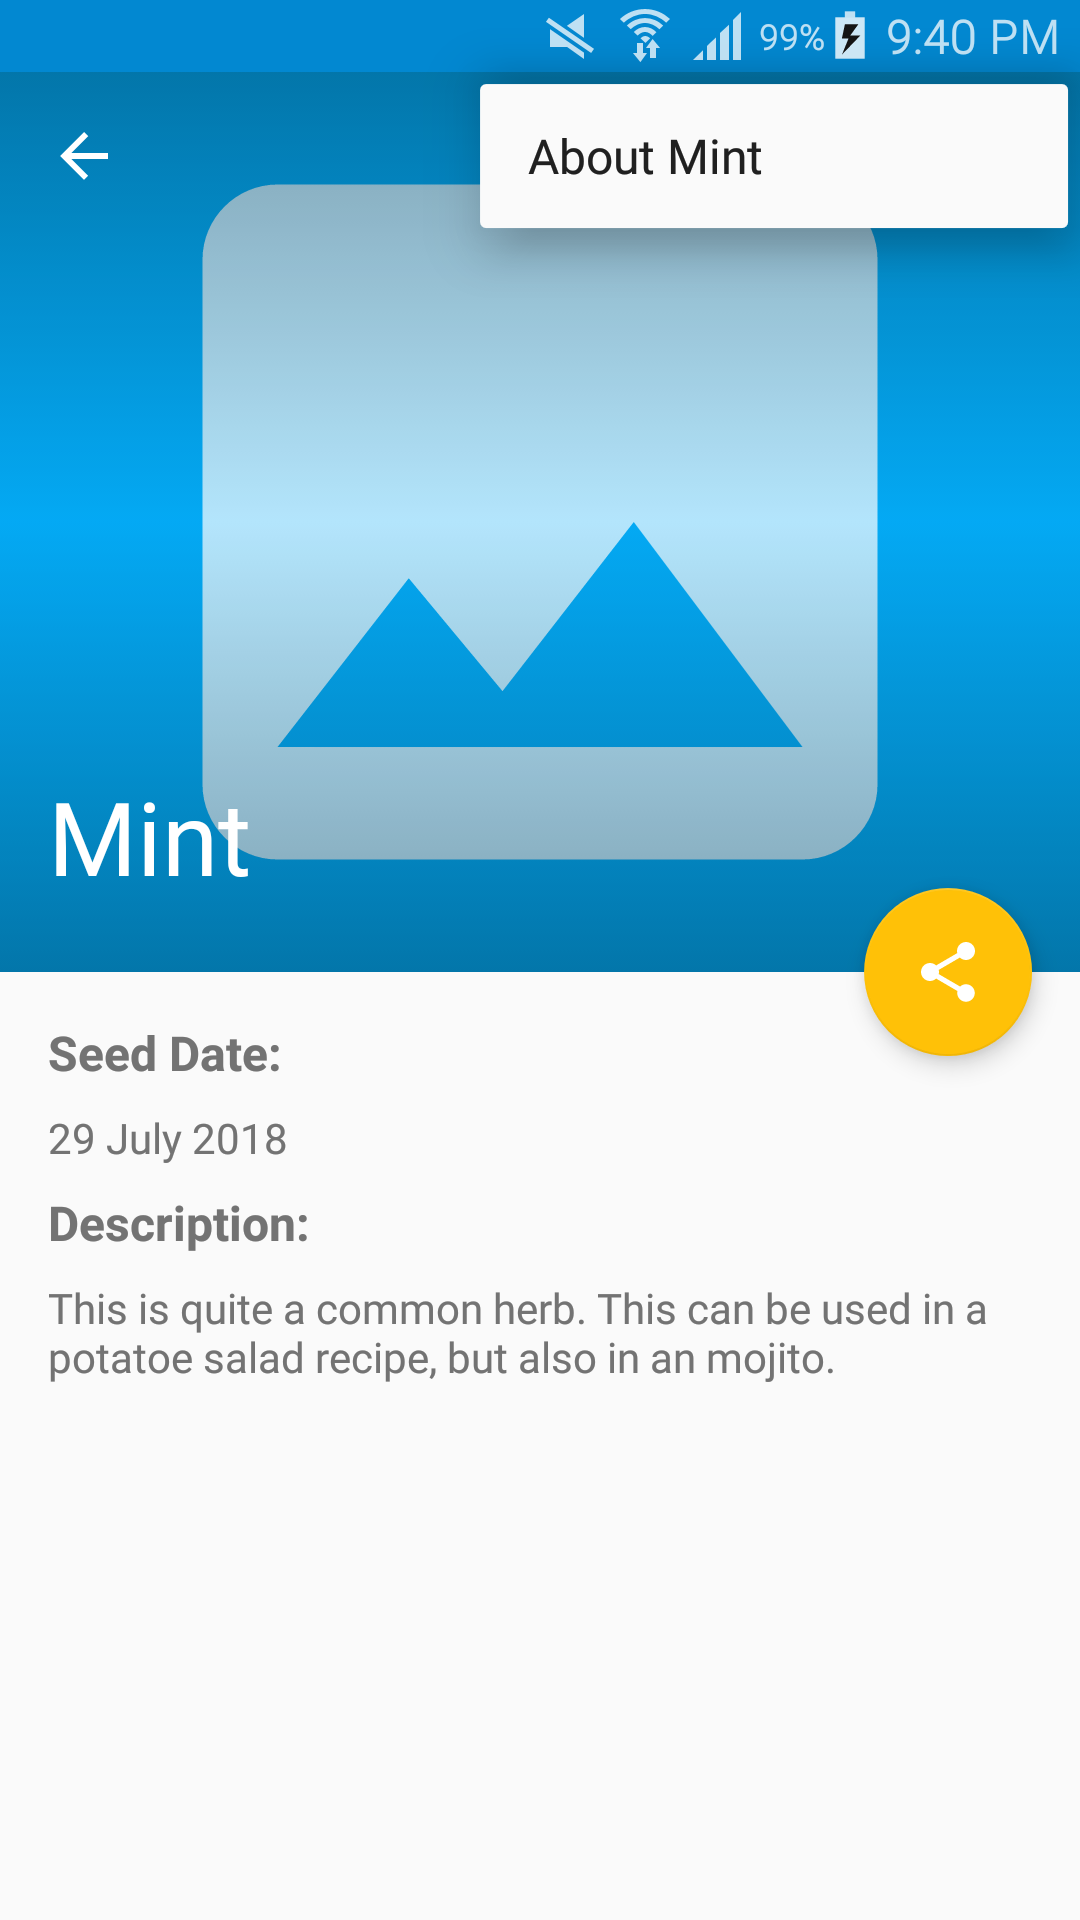 99% 9:40 PM
About Mint
Mint
Seed Date:
29 July 2018
Description:
This is quite a common herb. This can be used in a
potatoe salad recipe, but also in an mojito.